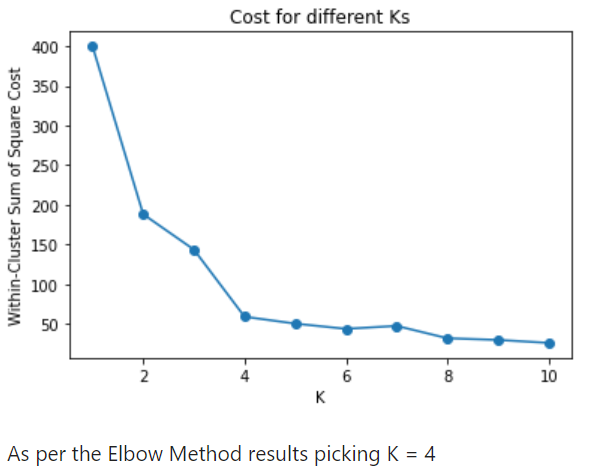 Cost for different Ks
Within-Cluster Sum of Square Cost
400
350
300
250
200
150
100
50
2 4 6 8 10
K
As per the Elbow Method results picking K = 4